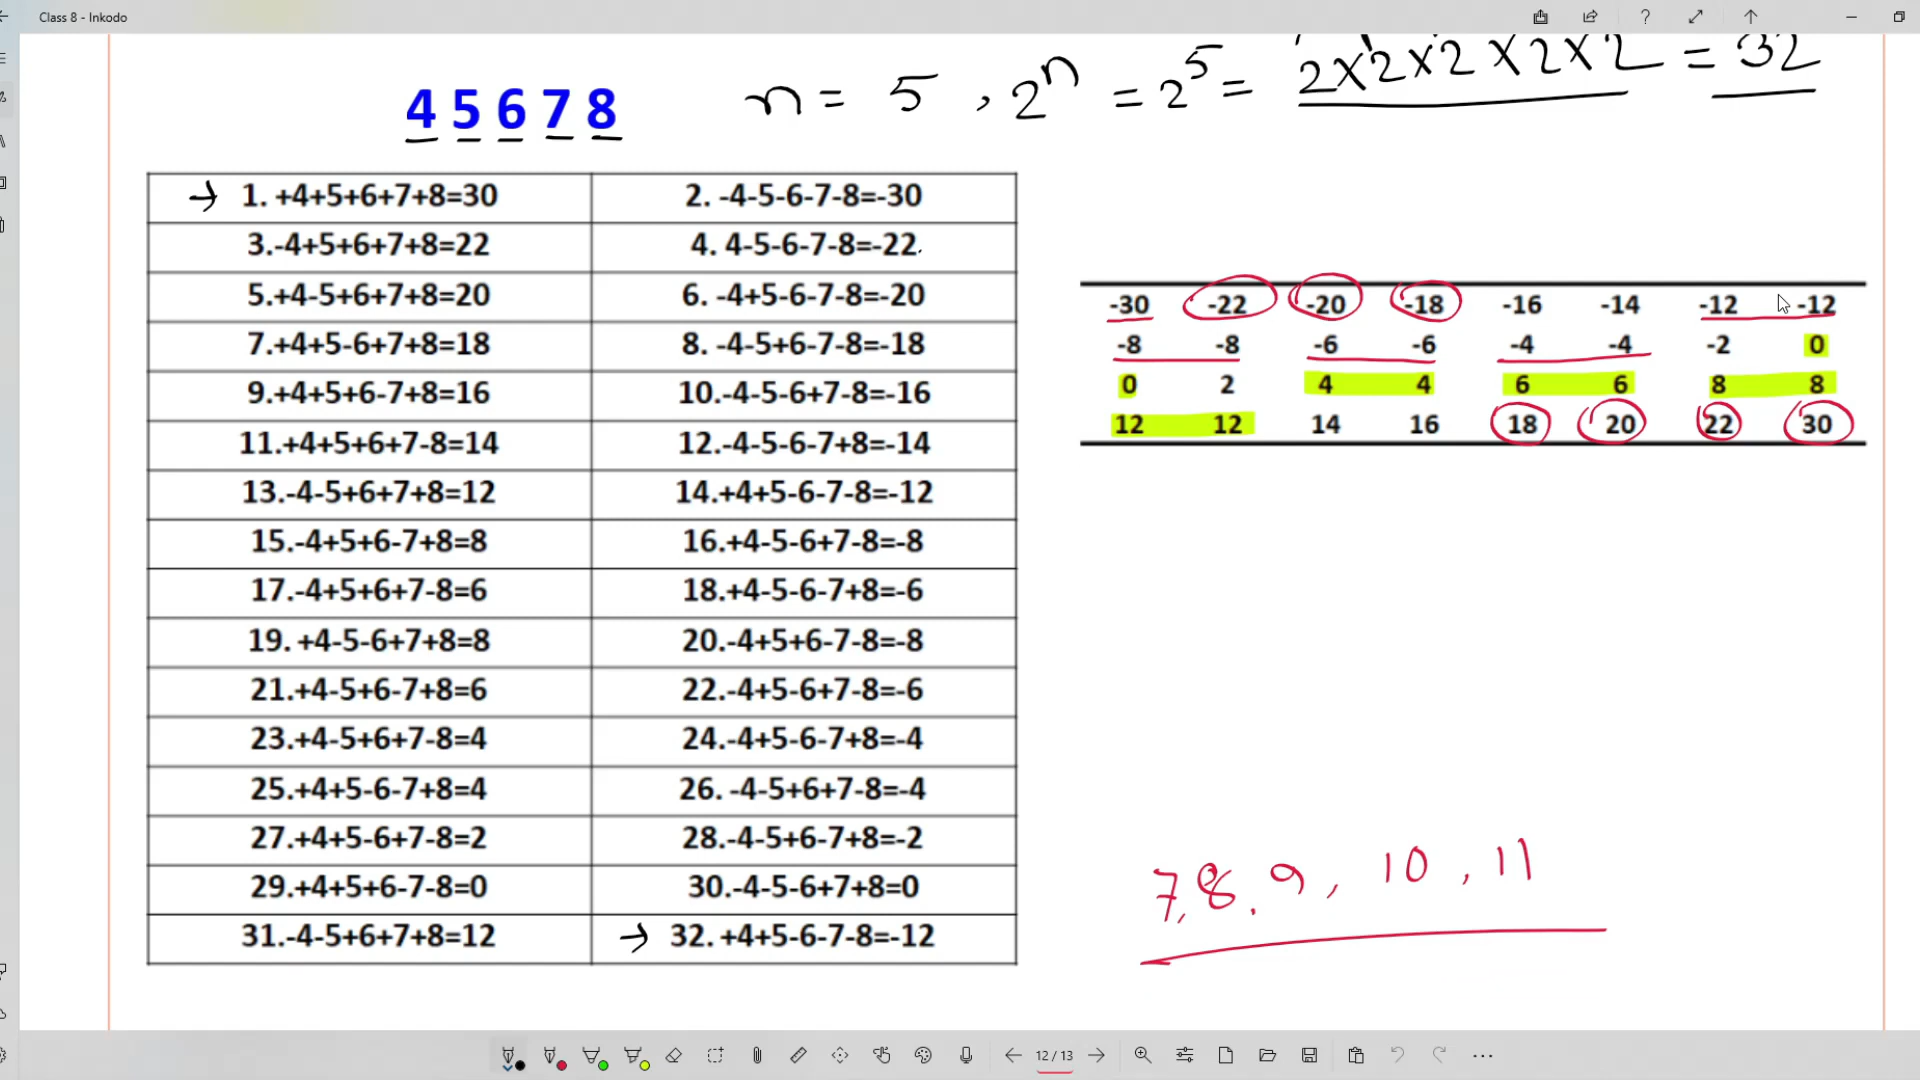 Class 8 - Inkodo
4 5 6 7 8
n = 5 , 2^n = 2^5 = 2×2×2×2×2 = 32
→ 1. +4+5+6+7+8=30
2. -4-5-6-7-8=-30
3.-4+5+6+7+8=22
4. 4-5-6-7-8=-22.
5.+4-5+6+7+8=20
6. -4+5-6-7-8=-20
7.+4+5-6+7+8=18
8. -4-5+6-7-8=-18
9.+4+5+6-7+8=16
10.-4-5-6+7-8=-16
11.+4+5+6+7-8=14
12.-4-5-6-7+8=-14
13.-4-5+6+7+8=12
14.+4+5-6-7-8=-12
15.-4+5+6-7+8=8
16.+4-5-6+7-8=-8
17.-4+5+6+7-8=6
18.+4-5-6-7+8=-6
19. +4-5-6+7+8=8
20.-4+5+6-7-8=-8
21.+4-5+6-7+8=6
22.-4+5-6+7-8=-6
23.+4-5+6+7-8=4
24.-4+5-6-7+8=-4
25.+4+5-6-7+8=4
26. -4-5+6+7-8=-4
27.+4+5-6+7-8=2
28.-4-5+6-7+8=-2
29.+4+5+6-7-8=0
30.-4-5-6+7+8=0
31.-4-5+6+7+8=12
→ 32. +4+5-6-7-8=-12
-30 -22 -20 -18 -16 -14 -12 -12
-8 -8 -6 -6 -4 -4 -2 0
0 2 4 4 6 6 8 8
12 12 14 16 18 20 22 30
7, 8, 9, 10, 11
12 / 13